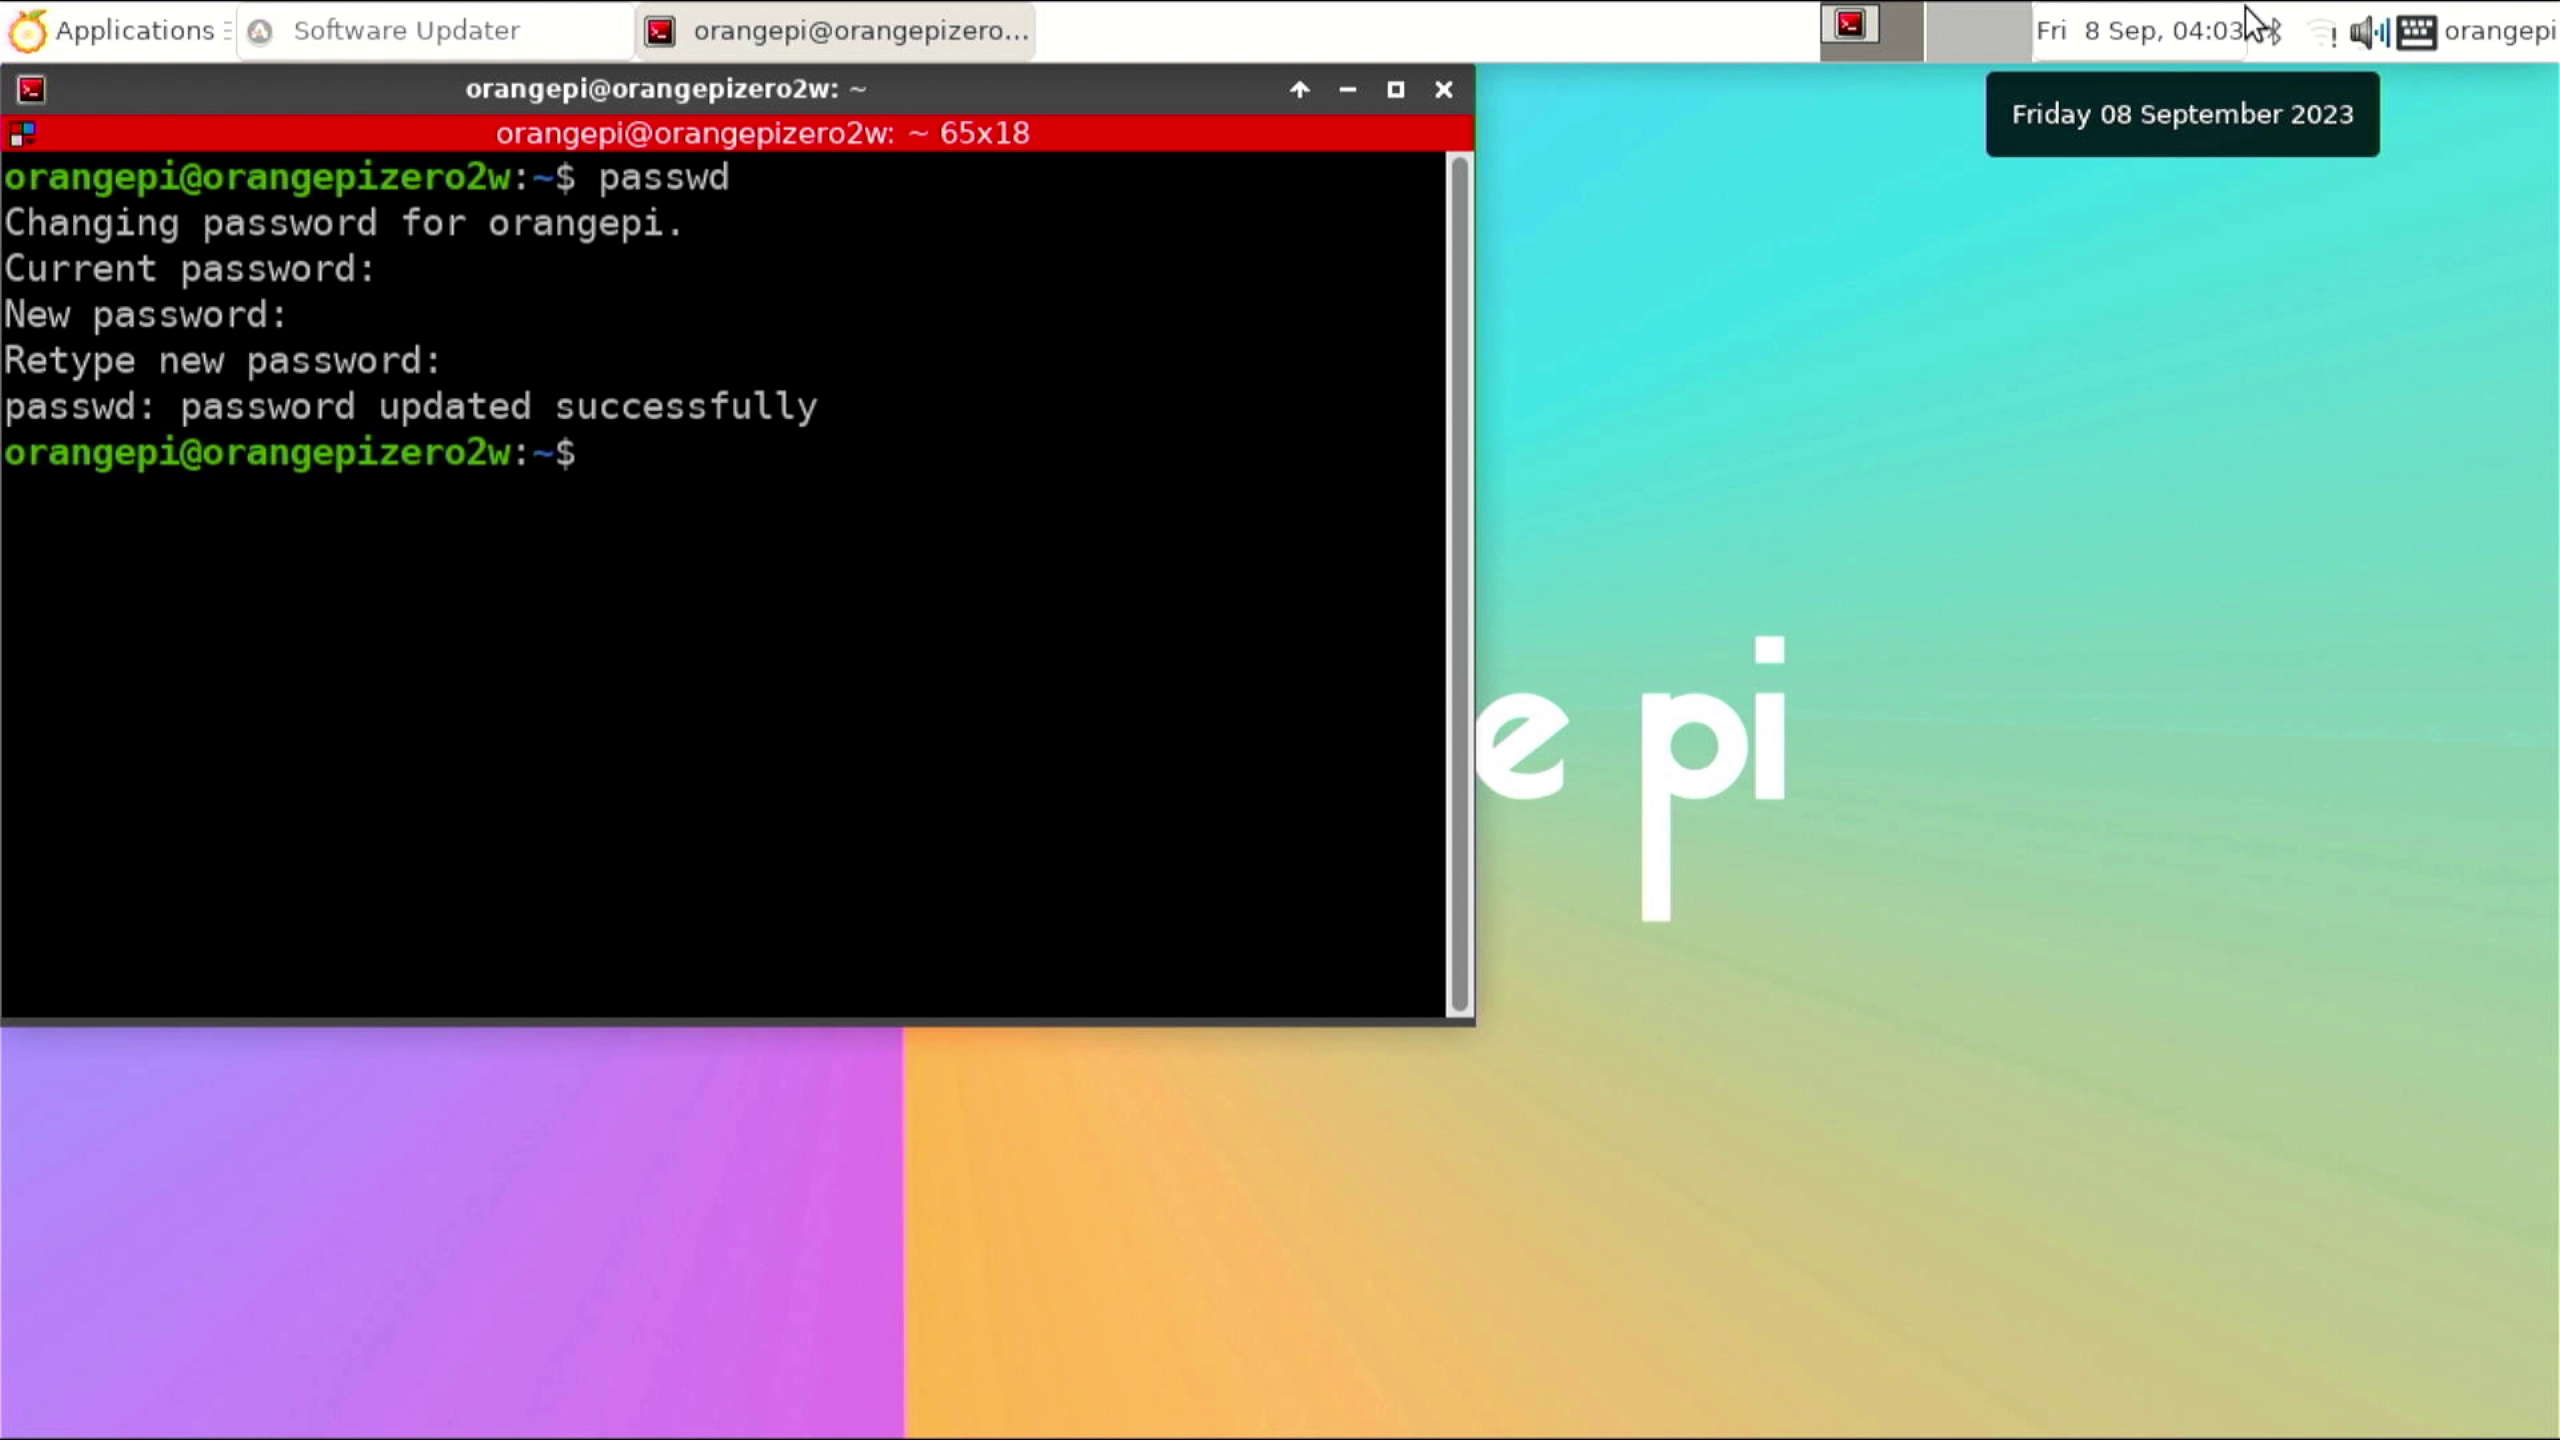 Applications
Software Updater
orangepi@orangepizero...
Fri 8 Sep, 04:03
orangepi
orangepi@orangepizero2w: ~
Friday 08 September 2023
orangepi@orangepizero2w: ~ 65x18
orangepi@orangepizero2w:~$ passwd
Changing password for orangepi.
Current password:
New password:
Retype new password:
passwd: password updated successfully
orangepi@orangepizero2w:~$
e pi